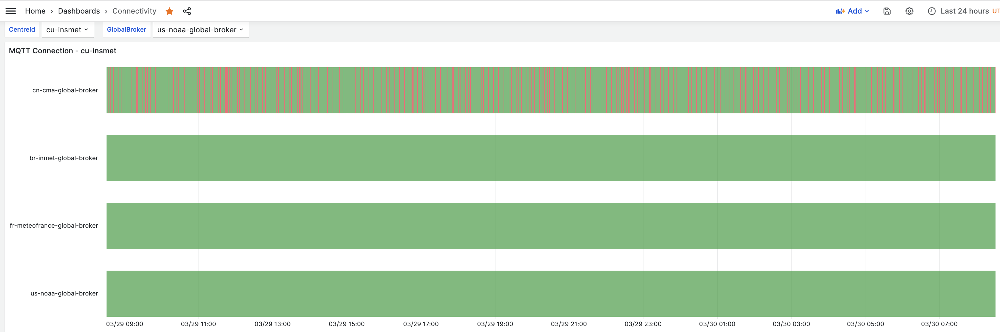 Home › Dashboards › Connectivity
Add
Last 24 hours UT
CentreId cu-insmet GlobalBroker us-noaa-global-broker
MQTT Connection - cu-insmet
cn-cma-global-broker
br-inmet-global-broker
fr-meteofrance-global-broker
us-noaa-global-broker
03/29 09:00 03/29 11:00 03/29 13:00 03/29 15:00 03/29 17:00 03/29 19:00 03/29 21:00 03/29 23:00 03/30 01:00 03/30 03:00 03/30 05:00 03/30 07:00